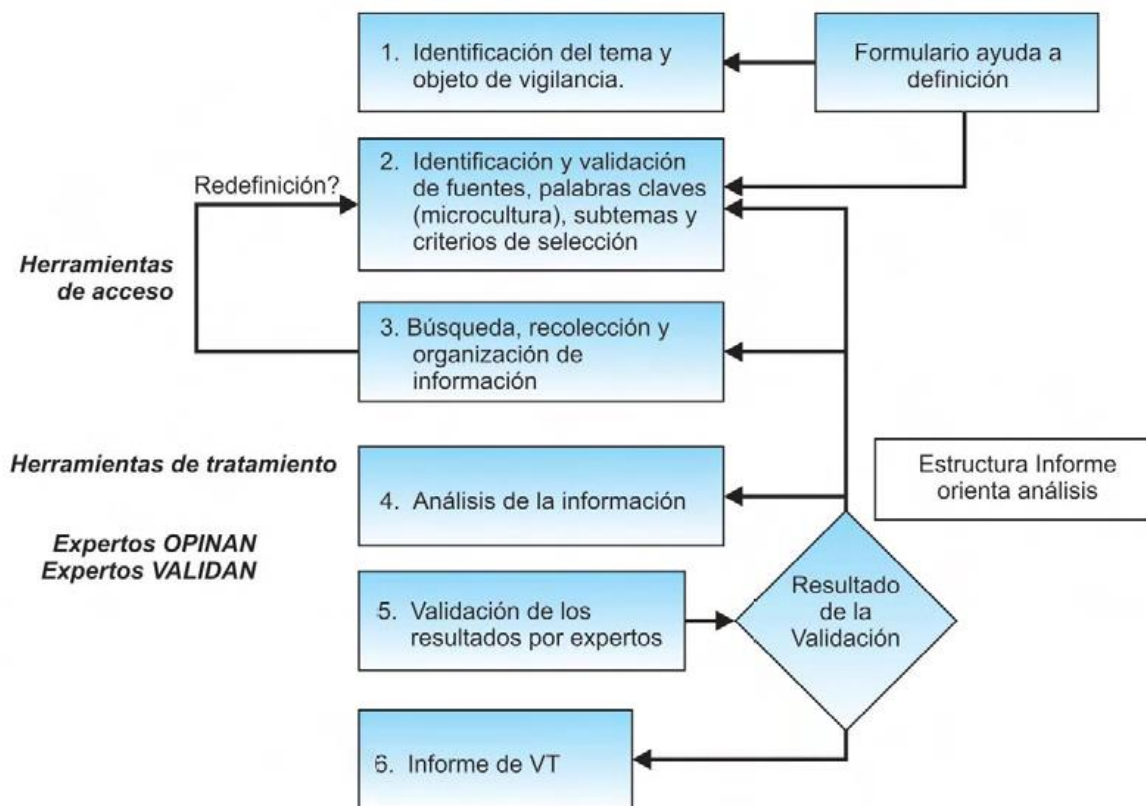 1. Identificación del tema y
objeto de vigilancia.
Formulario ayuda a
definición
2. Identificación y validación
de fuentes, palabras claves
(microcultura), subtemas y
criterios de selección
Redefinición?
Herramientas
de acceso
3. Búsqueda, recolección y
organización de
información
Herramientas de tratamiento
4. Análisis de la información
Estructura Informe
orienta análisis
Expertos OPINAN
Expertos VALIDAN
5. Validación de los
resultados por expertos
Resultado
de la
Validación
6. Informe de VT